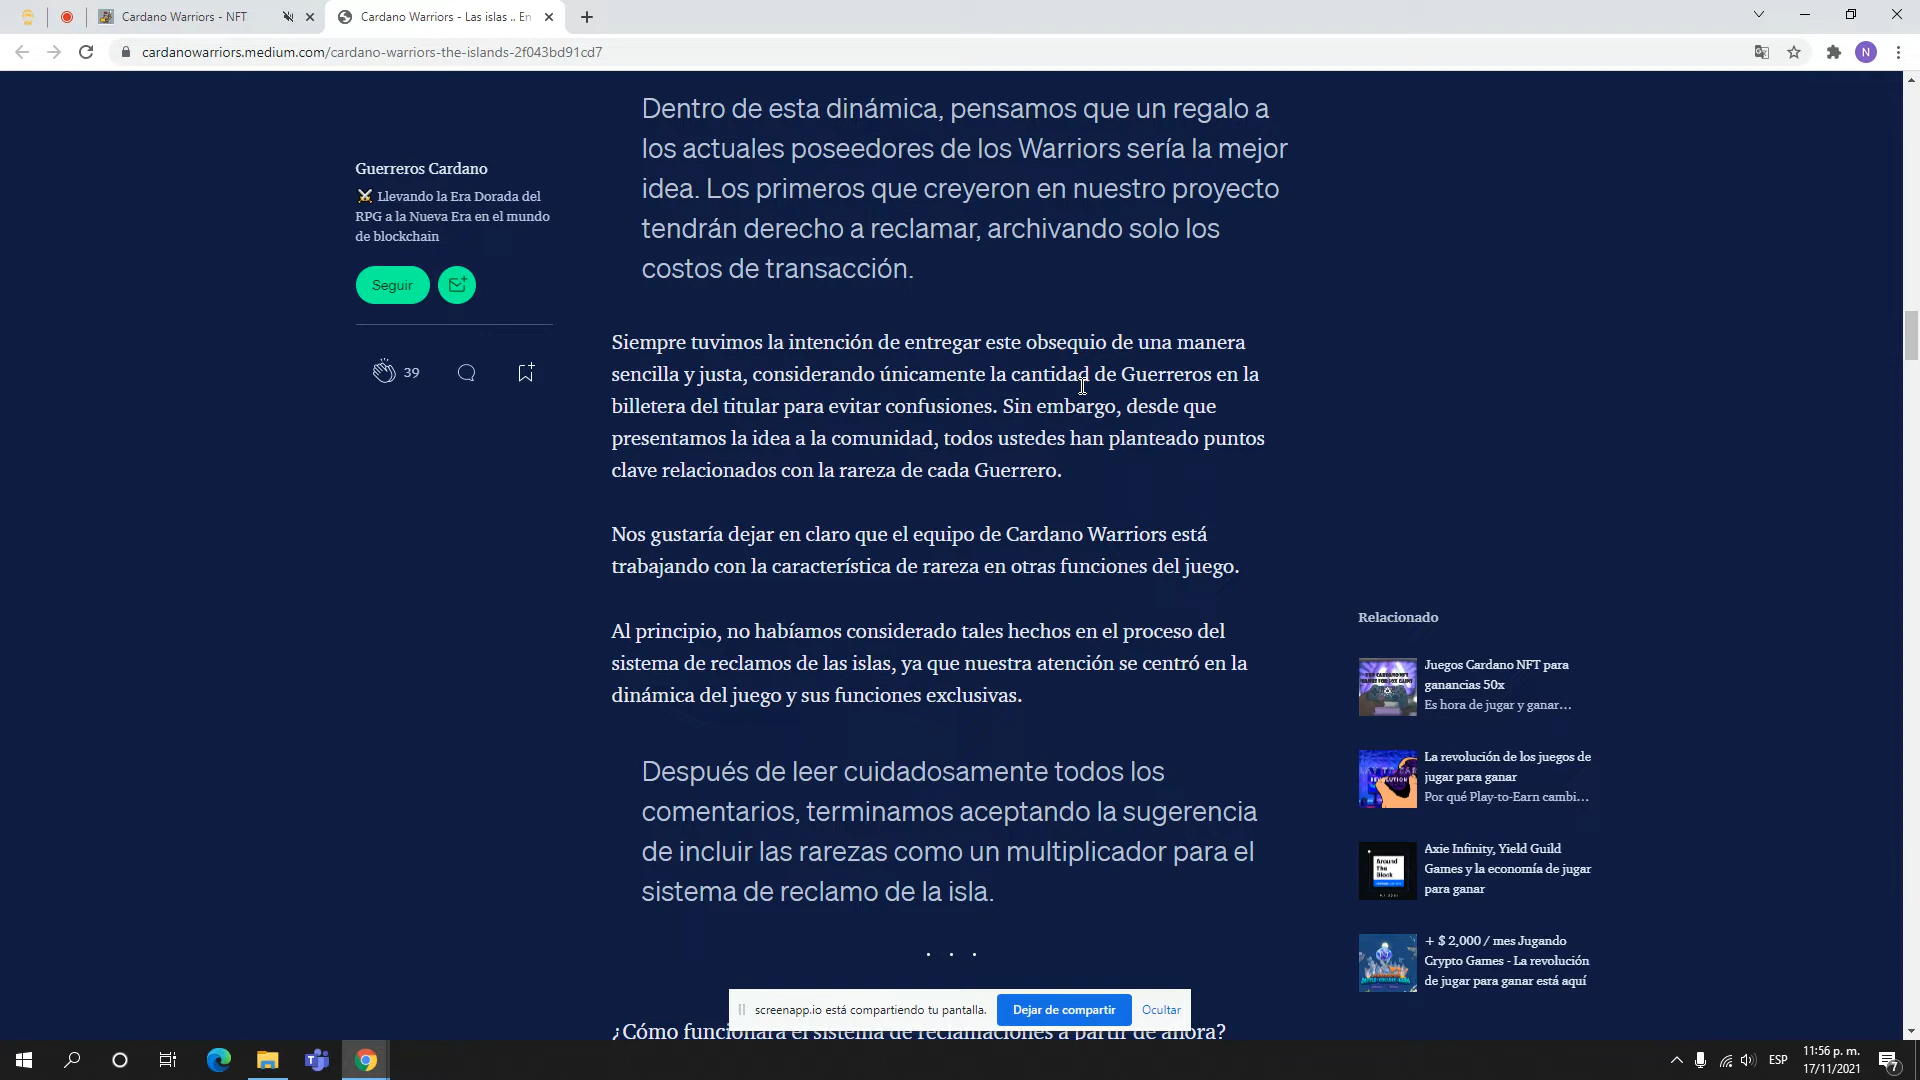 Cardano Warriors - NFT
Cardano Warriors - Las islas .. En
cardanowarriors.medium.com/cardano-warriors-the-islands-2f043bd91cd7
N
Dentro de esta dinámica, pensamos que un regalo a
los actuales poseedores de los Warriors sería la mejor
idea. Los primeros que creyeron en nuestro proyecto
tendrán derecho a reclamar, archivando solo los
costos de transacción.
Guerreros Cardano
Llevando la Era Dorada del
RPG a la Nueva Era en el mundo
de blockchain
Seguir
39
Siempre tuvimos la intención de entregar este obsequio de una manera
sencilla y justa, considerando únicamente la cantidad de Guerreros en la
billetera del titular para evitar confusiones. Sin embargo, desde que
presentamos la idea a la comunidad, todos ustedes han planteado puntos
clave relacionados con la rareza de cada Guerrero.
Nos gustaría dejar en claro que el equipo de Cardano Warriors está
trabajando con la característica de rareza en otras funciones del juego.
Al principio, no habíamos considerado tales hechos en el proceso del
sistema de reclamos de las islas, ya que nuestra atención se centró en la
dinámica del juego y sus funciones exclusivas.
Después de leer cuidadosamente todos los
comentarios, terminamos aceptando la sugerencia
de incluir las rarezas como un multiplicador para el
sistema de reclamo de la isla.
. . .
¿Cómo funcionará el sistema de reclamaciones a partir de ahora?
Relacionado
Juegos Cardano NFT para
ganancias 50x
Es hora de jugar y ganar…
La revolución de los juegos de
jugar para ganar
Por qué Play-to-Earn cambi…
Around
The
Block
Axie Infinity, Yield Guild
Games y la economía de jugar
para ganar
+ $ 2,000 / mes Jugando
Crypto Games - La revolución
de jugar para ganar está aquí
screenapp.io está compartiendo tu pantalla.
Dejar de compartir
Ocultar
ESP
11:56 p. m.
17/11/2021
7